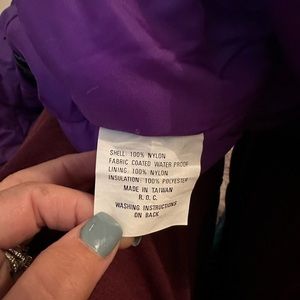 SHELL: 100% NYLON
FABRIC COATED WATER PROOF
LINING: 100% NYLON
INSULATION: 100% POLYESTER
MADE IN TAIWAN
R. O. C.
WASHING INSTRUCTIONS
ON BACK